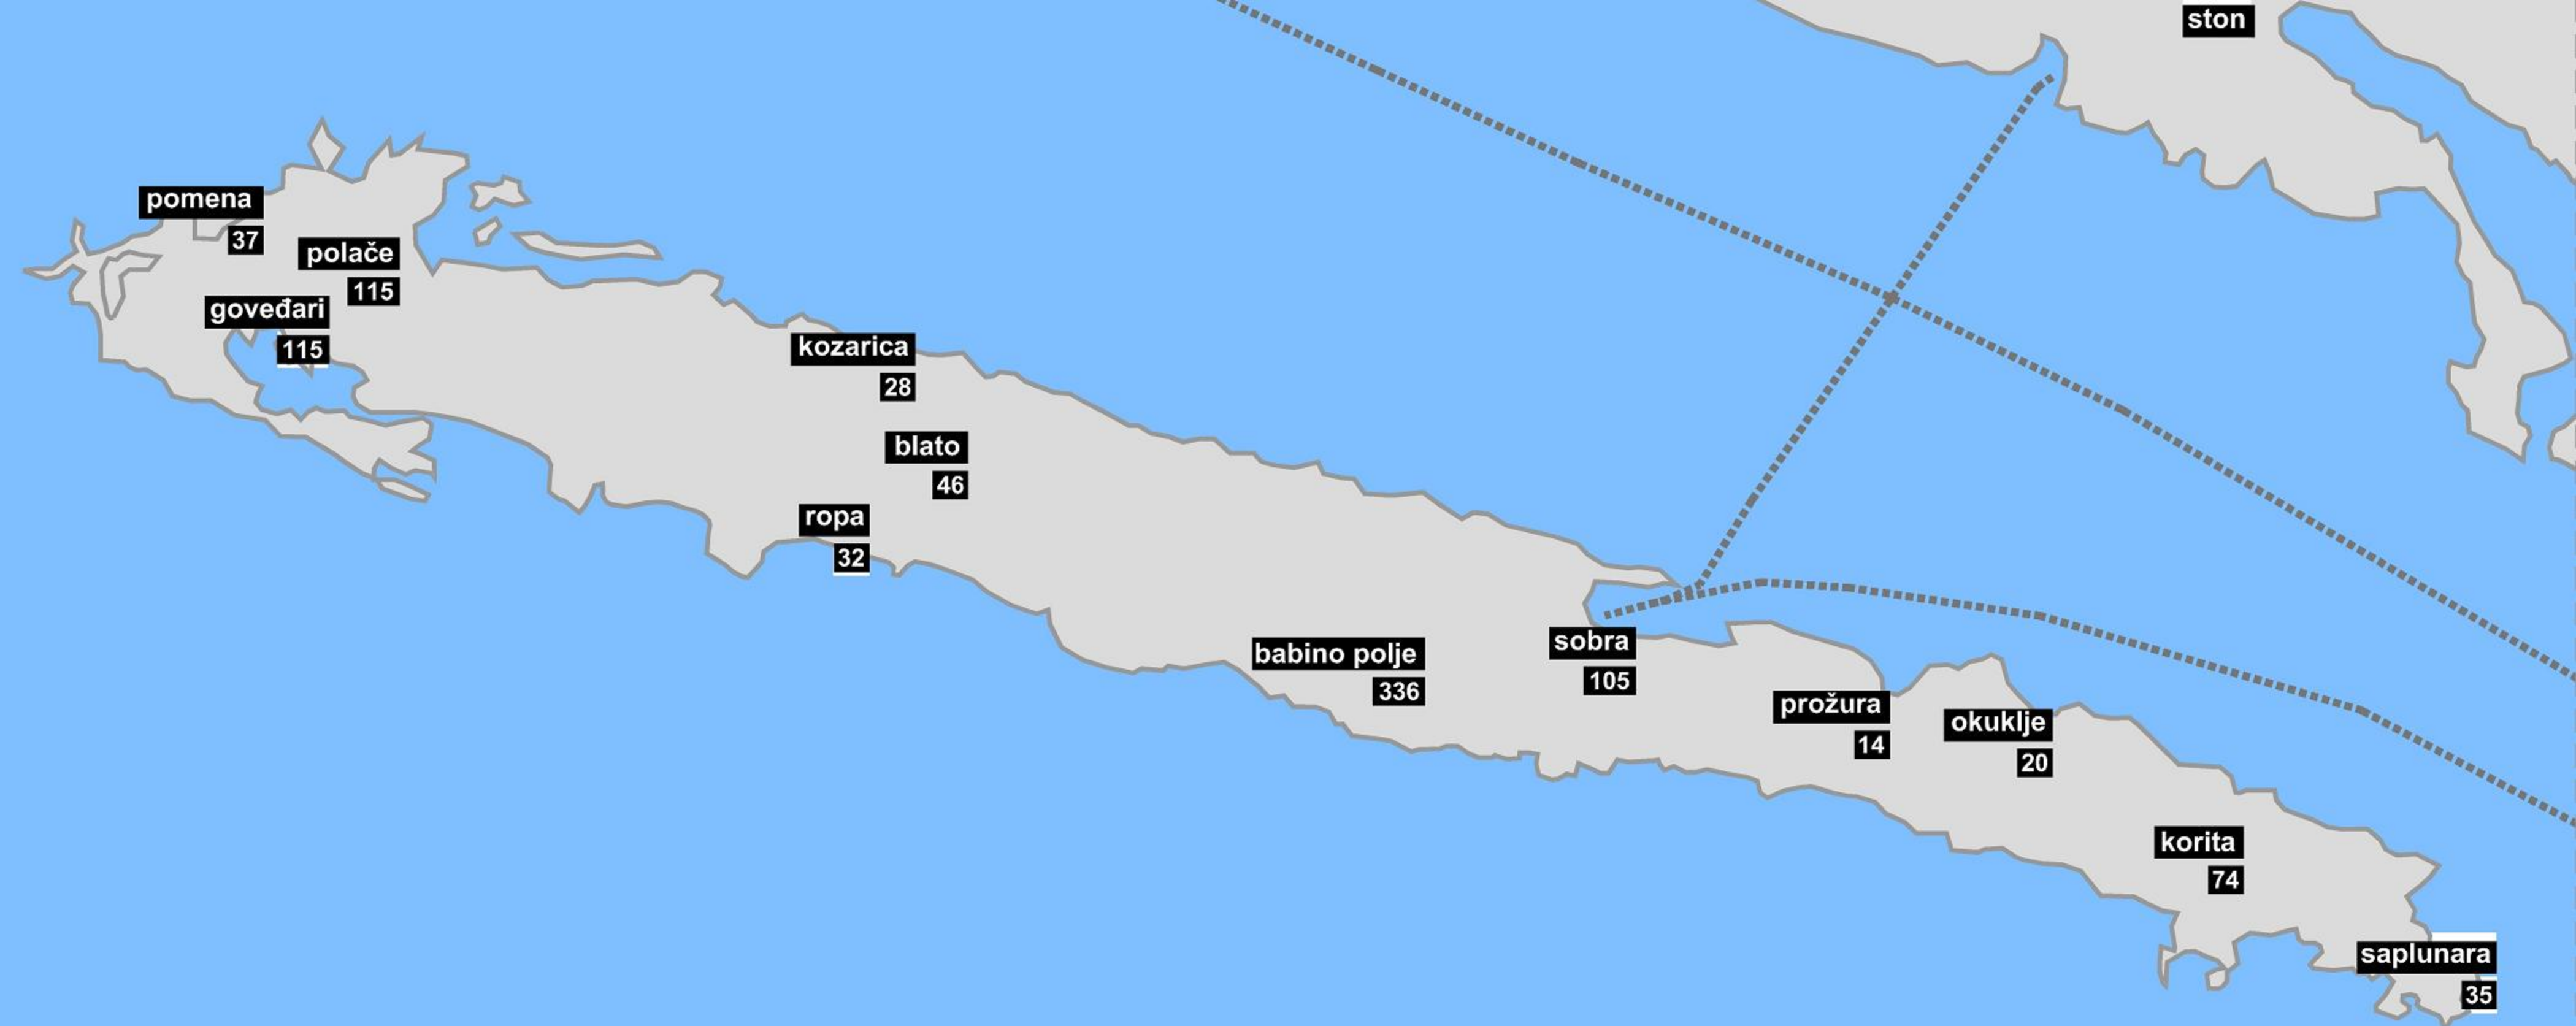 ston
pomena
37
polače
115
goveđari
115
kozarica
28
blato
46
ropa
32
babino polje
336
sobra
105
prožura
14
okuklje
20
korita
74
saplunara
35